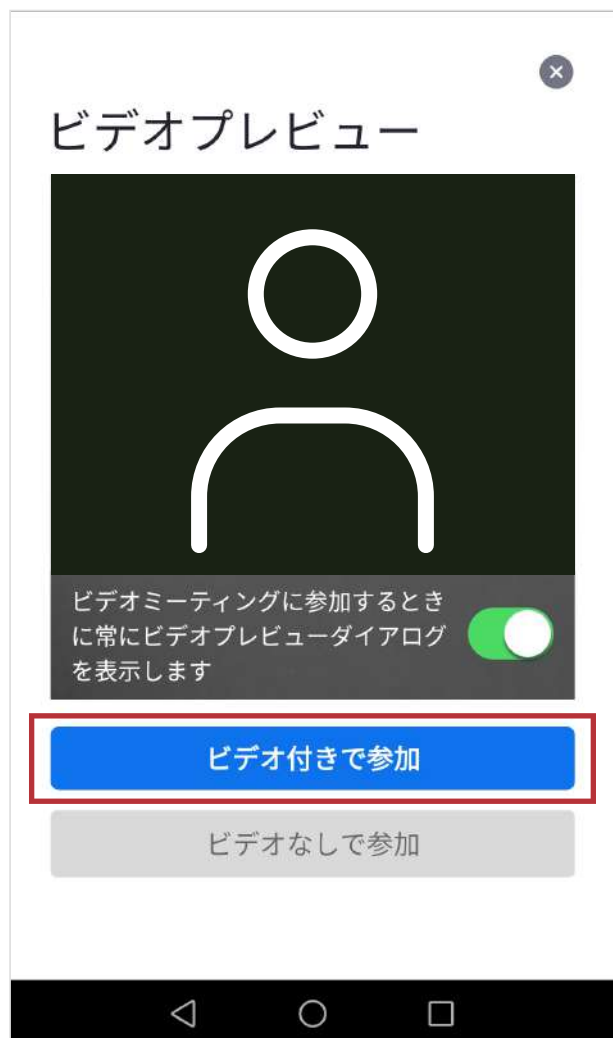 ビデオプレビュー
ビデオミーティングに参加するとき
に常にビデオプレビューダイアログ
を表示します
ビデオ付きで参加
ビデオなしで参加